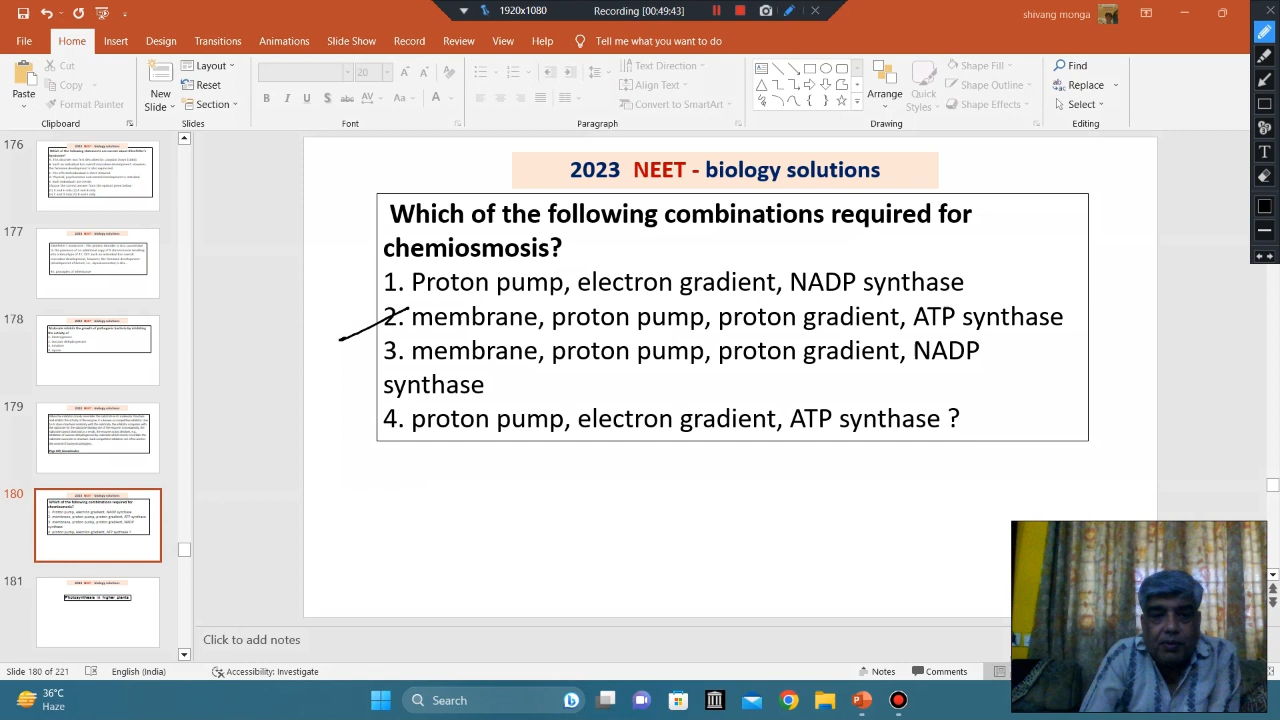 1920x1080
Recording [00:49:43]
shivang monga
File Home Insert Design Transitions Animations Slide Show Record Review View Help Tell me what you want to do
Paste
Cut
Copy
Format Painter
Clipboard
New Slide
Layout
Reset
Section
Slides
20
Font
Text Direction
Align Text
Convert to SmartArt
Paragraph
Arrange
Quick Styles
Shape Fill
Shape Outline
Shape Effects
Drawing
Find
Replace
Select
Editing
176
177
178
179
180
181
Photosynthesis in higher plants
2023 NEET - biology solutions
Which of the following combinations required for
chemiosmosis?
1. Proton pump, electron gradient, NADP synthase
2. membrane, proton pump, proton gradient, ATP synthase
3. membrane, proton pump, proton gradient, NADP
synthase
4. proton pump, electron gradient, ATP synthase ?
Click to add notes
Slide 180 of 221 English (India) Accessibility: Investigate Notes Comments
36°C
Haze
Search